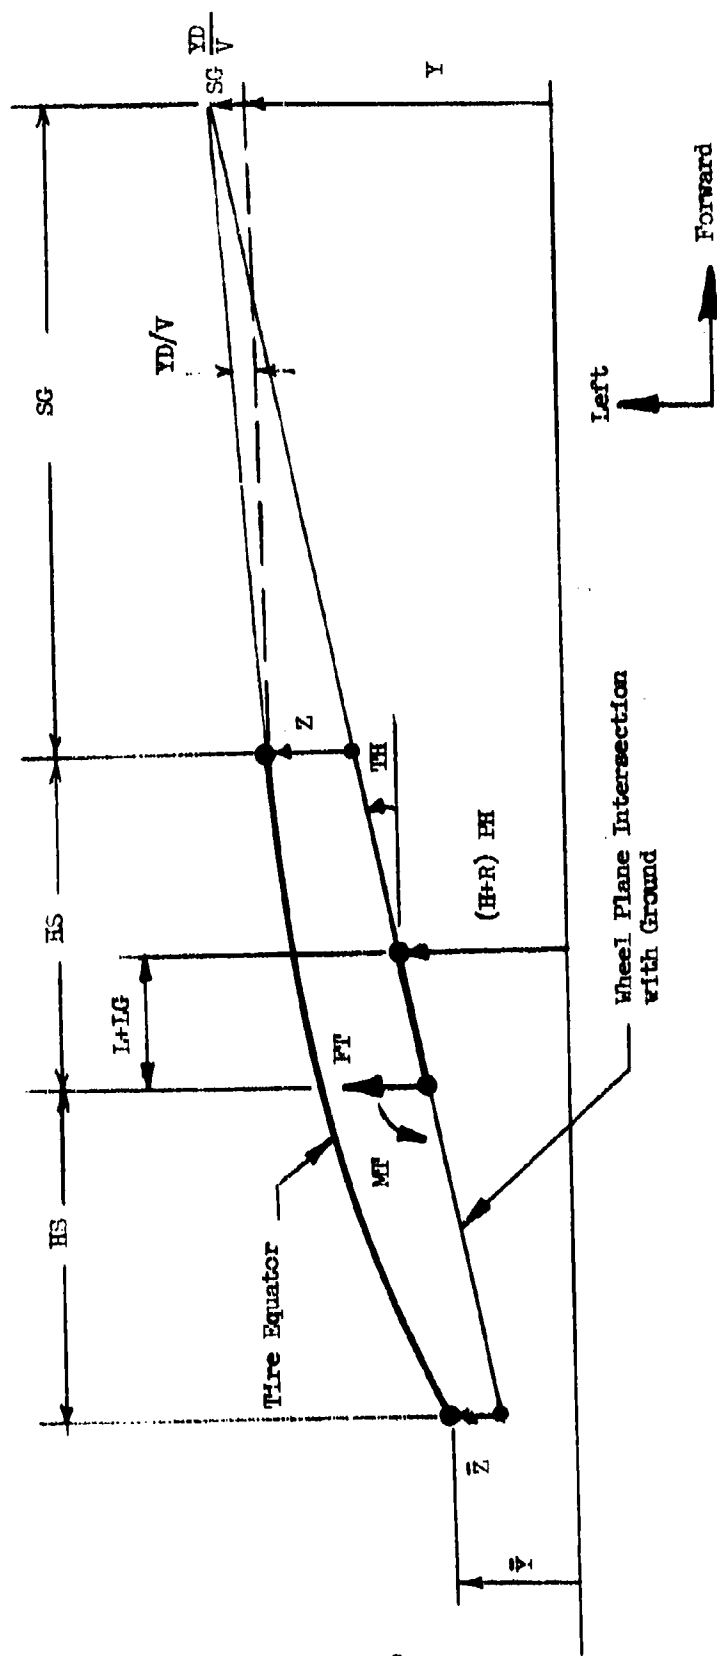 SG YD/V
Y
SG
YD/V
Forward
Left
Z
TH
(H+R) PH
HS
L+LG
FT
MT
HS
Wheel Plane Intersection
with Ground
Tire Equator
Z̄
Ȳ